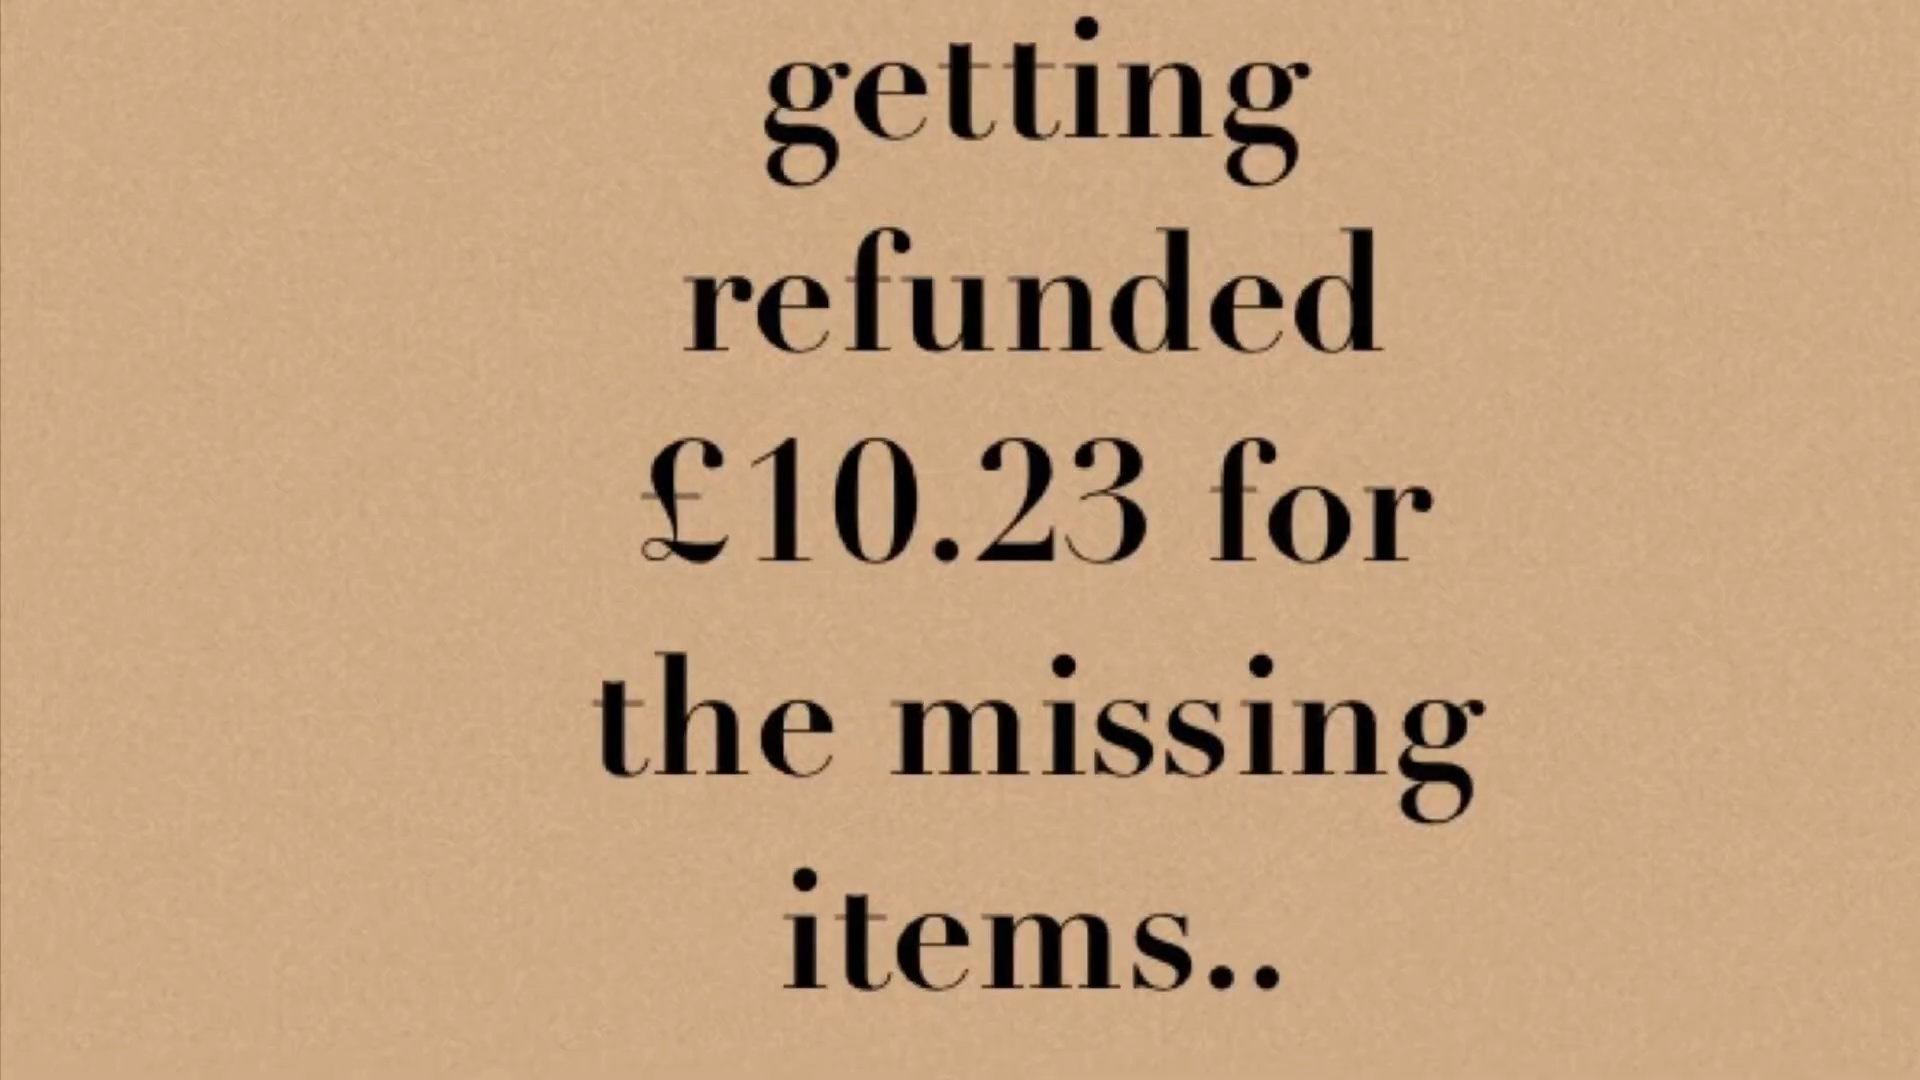 getting
refunded
£10.23 for
the missing
items..